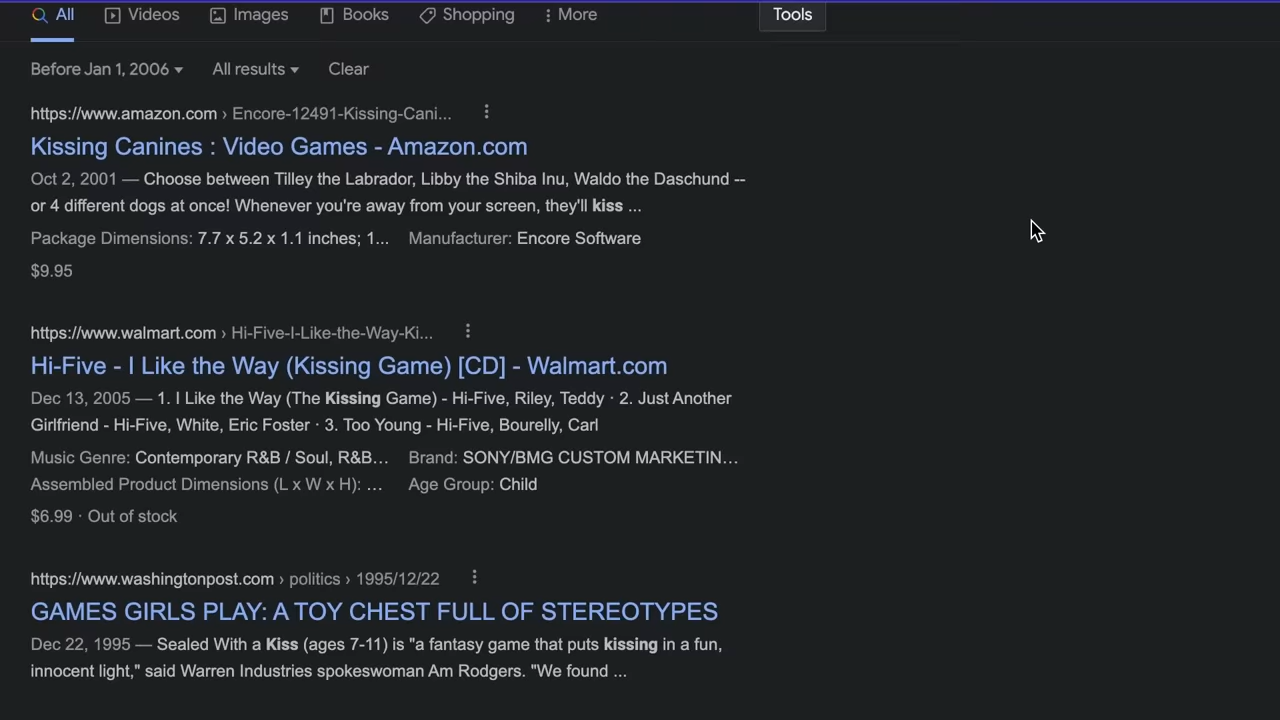 All Videos Images Books Shopping More Tools
Before Jan 1, 2006 All results Clear
https://www.amazon.com › Encore-12491-Kissing-Cani...
Kissing Canines : Video Games - Amazon.com
Oct 2, 2001 — Choose between Tilley the Labrador, Libby the Shiba Inu, Waldo the Daschund --
or 4 different dogs at once! Whenever you're away from your screen, they'll kiss ...
Package Dimensions: 7.7 x 5.2 x 1.1 inches; 1... Manufacturer: Encore Software
$9.95
https://www.walmart.com › Hi-Five-I-Like-the-Way-Ki...
Hi-Five - I Like the Way (Kissing Game) [CD] - Walmart.com
Dec 13, 2005 — 1. I Like the Way (The Kissing Game) - Hi-Five, Riley, Teddy · 2. Just Another
Girlfriend - Hi-Five, White, Eric Foster · 3. Too Young - Hi-Five, Bourelly, Carl
Music Genre: Contemporary R&B / Soul, R&B... Brand: SONY/BMG CUSTOM MARKETIN...
Assembled Product Dimensions (L x W x H): ... Age Group: Child
$6.99 · Out of stock
https://www.washingtonpost.com › politics › 1995/12/22
GAMES GIRLS PLAY: A TOY CHEST FULL OF STEREOTYPES
Dec 22, 1995 — Sealed With a Kiss (ages 7-11) is "a fantasy game that puts kissing in a fun,
innocent light," said Warren Industries spokeswoman Am Rodgers. "We found ...